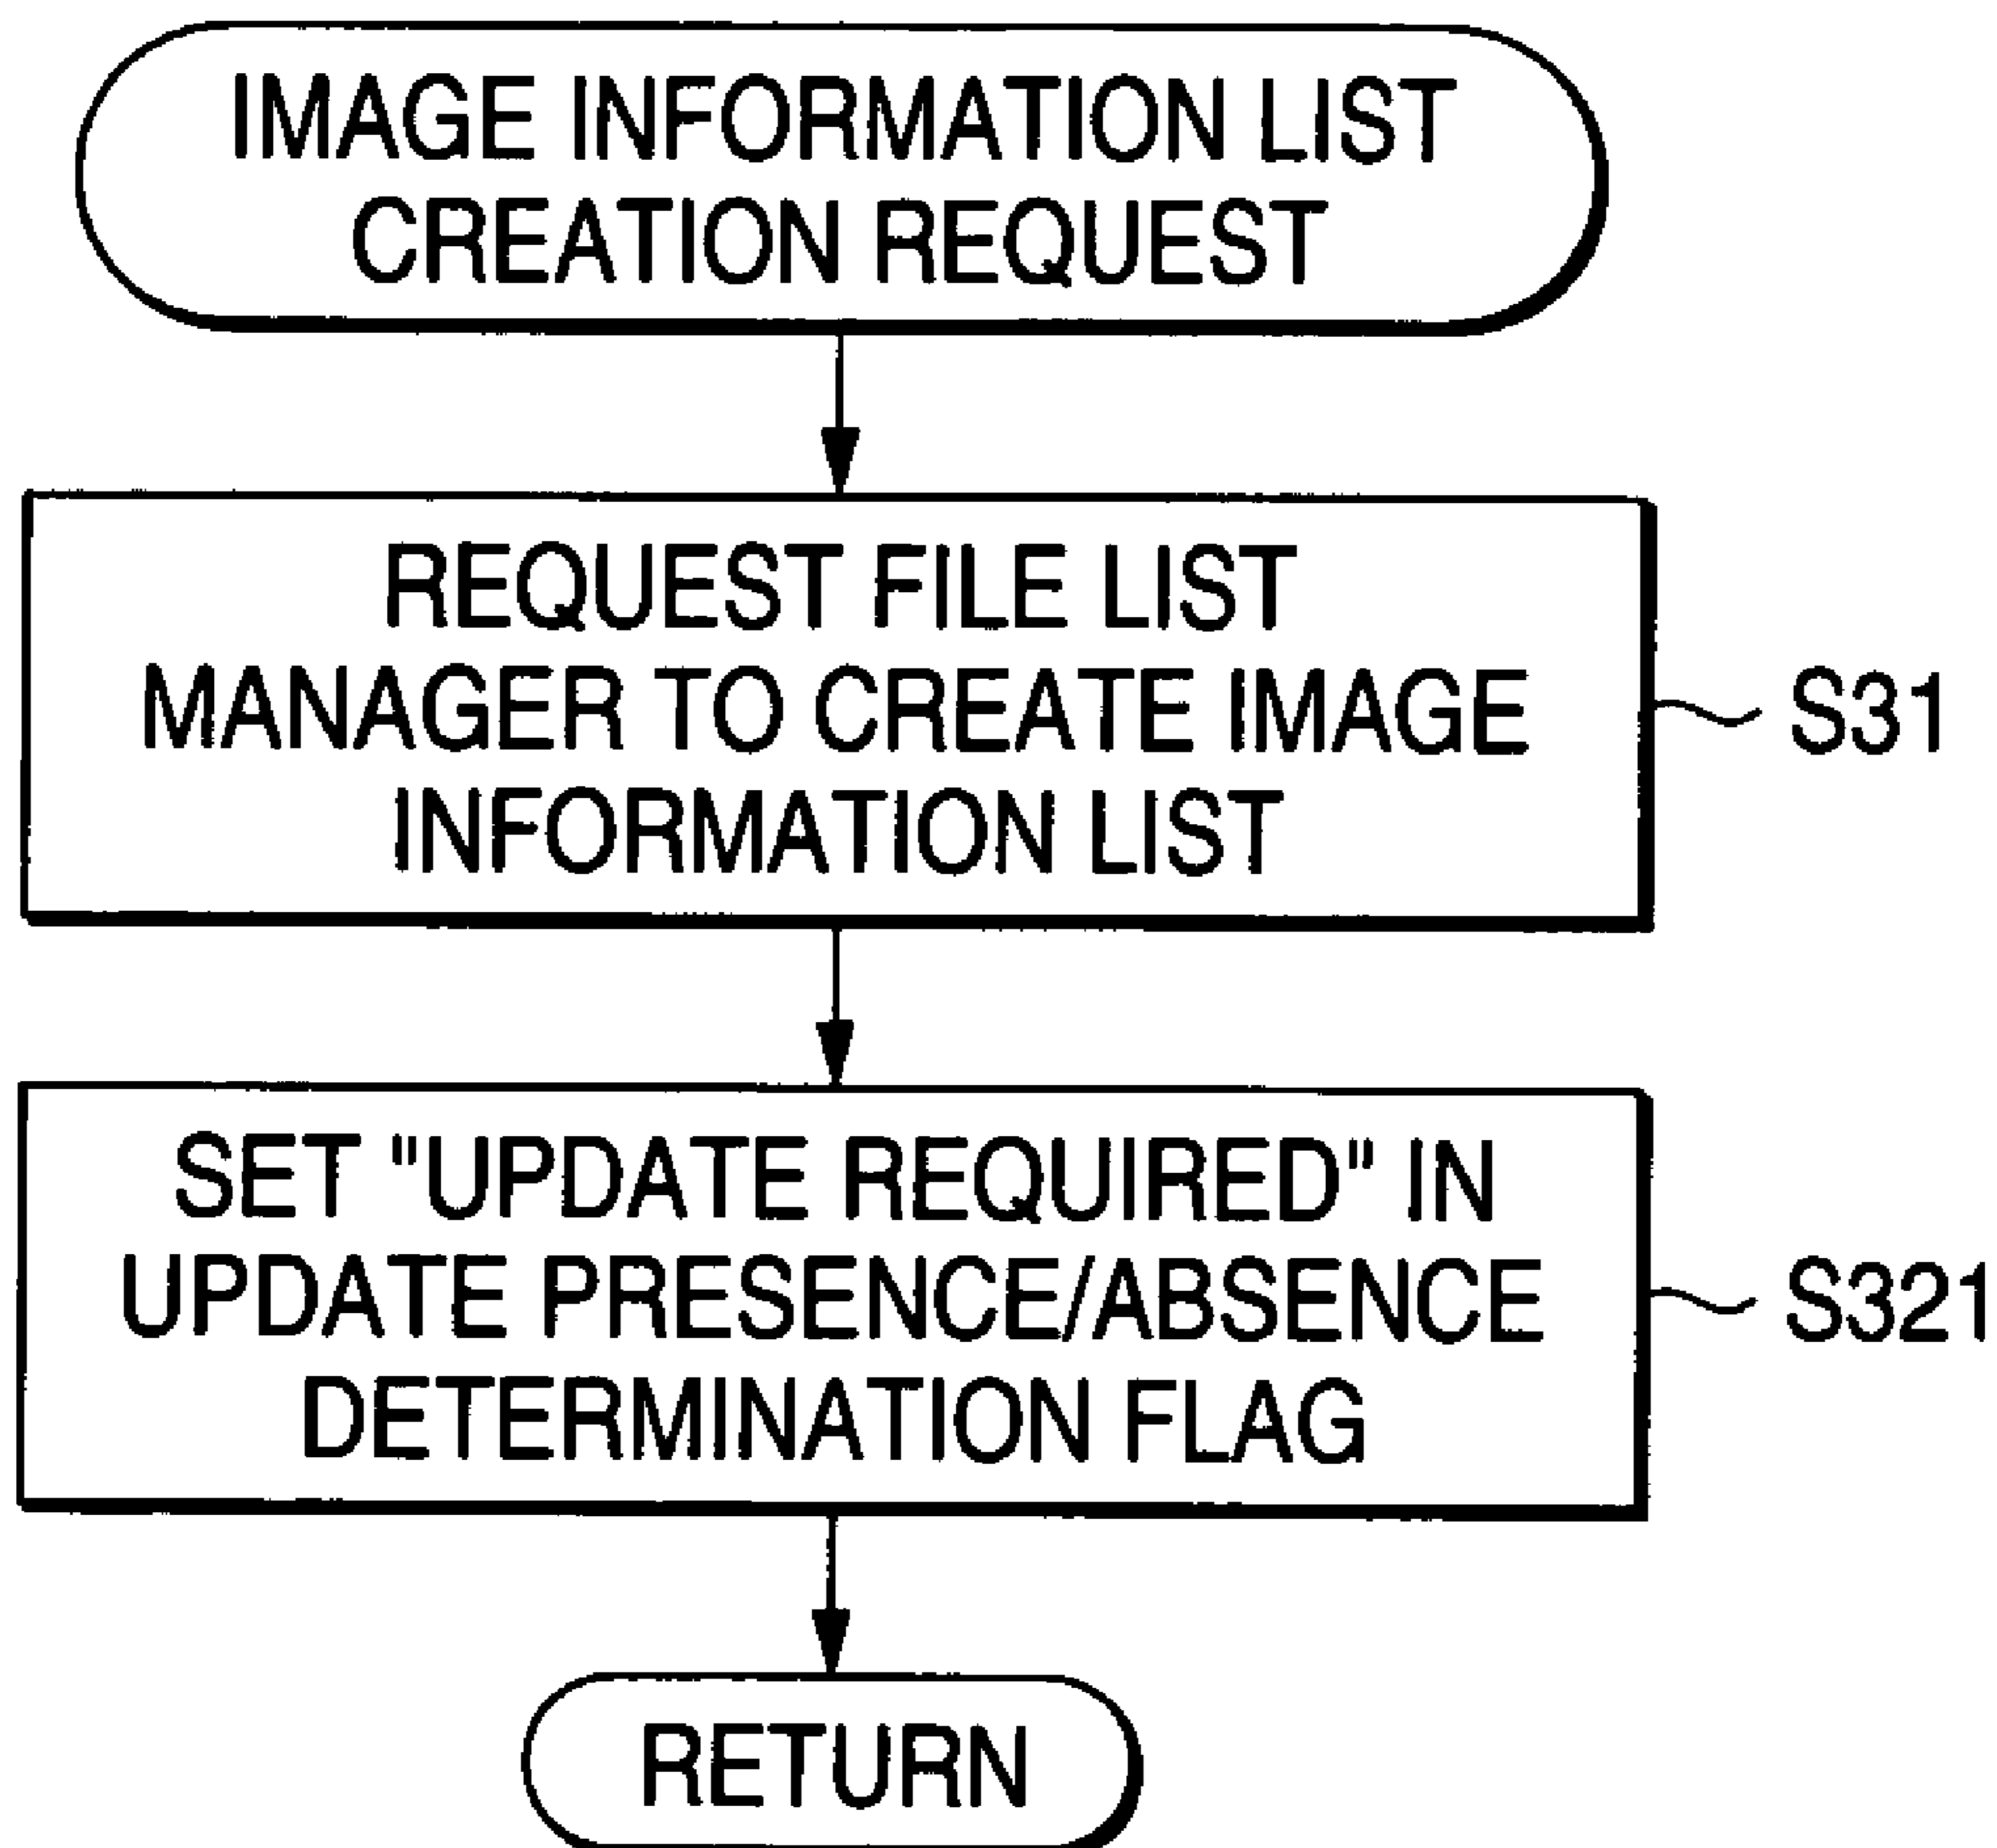 IMAGE INFORMATION LIST
CREATION REQUEST
REQUEST FILE LIST
MANAGER TO CREATE IMAGE
INFORMATION LIST
S31
SET "UPDATE REQUIRED" IN
UPDATE PRESENCE/ABSENCE
DETERMINATION FLAG
S321
RETURN